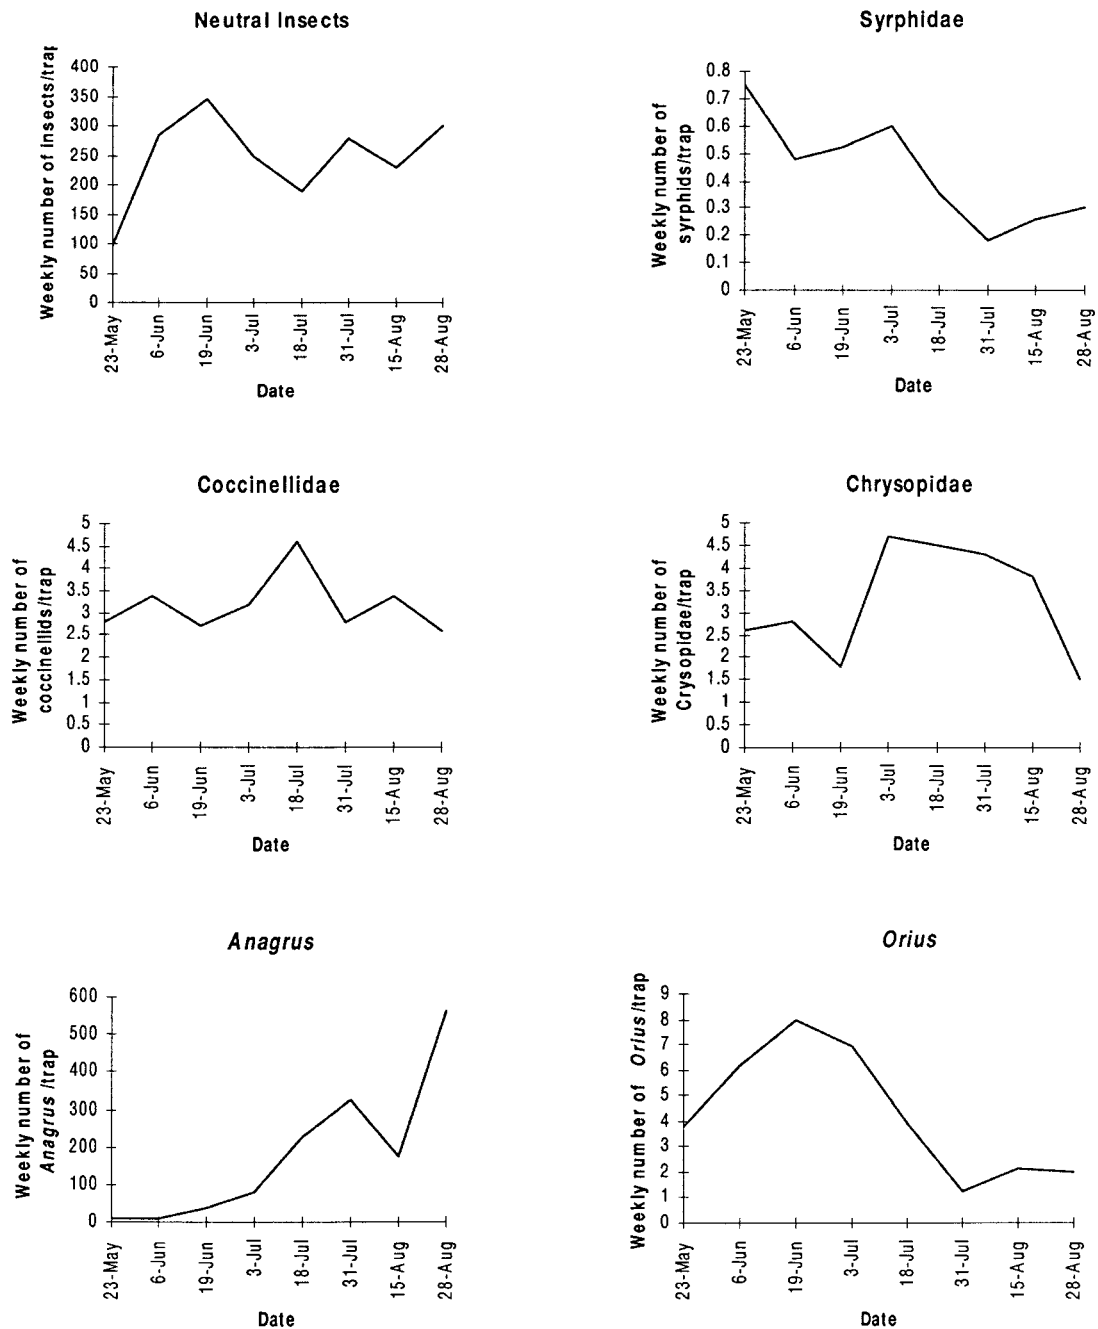 Neutral Insects
Weekly number of insects/trap
400
350
300
250
200
150
100
50
0
23-May
6-Jun
19-Jun
3-Jul
18-Jul
31-Jul
15-Aug
28-Aug
Date
Syrphidae
Weekly number of
syrphids/trap
0.8
0.7
0.6
0.5
0.4
0.3
0.2
0.1
0
23-May
6-Jun
19-Jun
3-Jul
18-Jul
31-Jul
15-Aug
28-Aug
Date
Coccinellidae
Weekly number of
coccinellids/trap
5
4.5
4
3.5
3
2.5
2
1.5
1
0.5
0
23-May
6-Jun
19-Jun
3-Jul
18-Jul
31-Jul
15-Aug
28-Aug
Date
Chrysopidae
Weekly number of
Crysopidae/trap
5
4.5
4
3.5
3
2.5
2
1.5
1
0.5
0
23-May
6-Jun
19-Jun
3-Jul
18-Jul
31-Jul
15-Aug
28-Aug
Date
Anagrus
Weekly number of
Anagrus /trap
600
500
400
300
200
100
0
23-May
6-Jun
19-Jun
3-Jul
18-Jul
31-Jul
15-Aug
28-Aug
Date
Orius
Weekly number of Orius /trap
9
8
7
6
5
4
3
2
1
0
23-May
6-Jun
19-Jun
3-Jul
18-Jul
31-Jul
15-Aug
28-Aug
Date